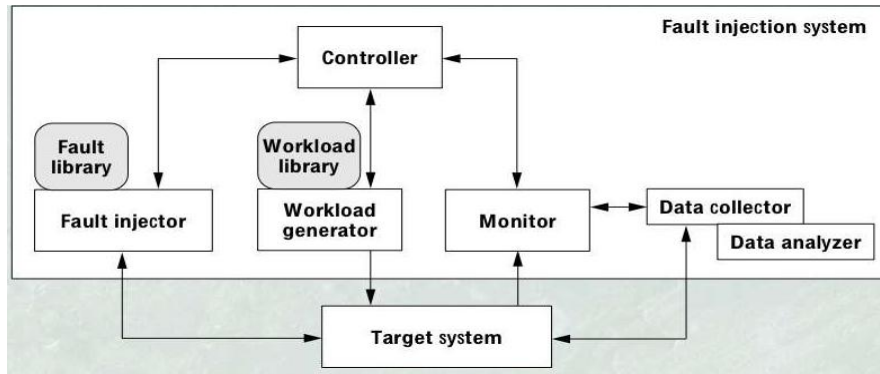 Fault injection system
Controller
Fault
library
Workload
library
Fault injector
Workload
generator
Monitor
Data collector
Data analyzer
Target system